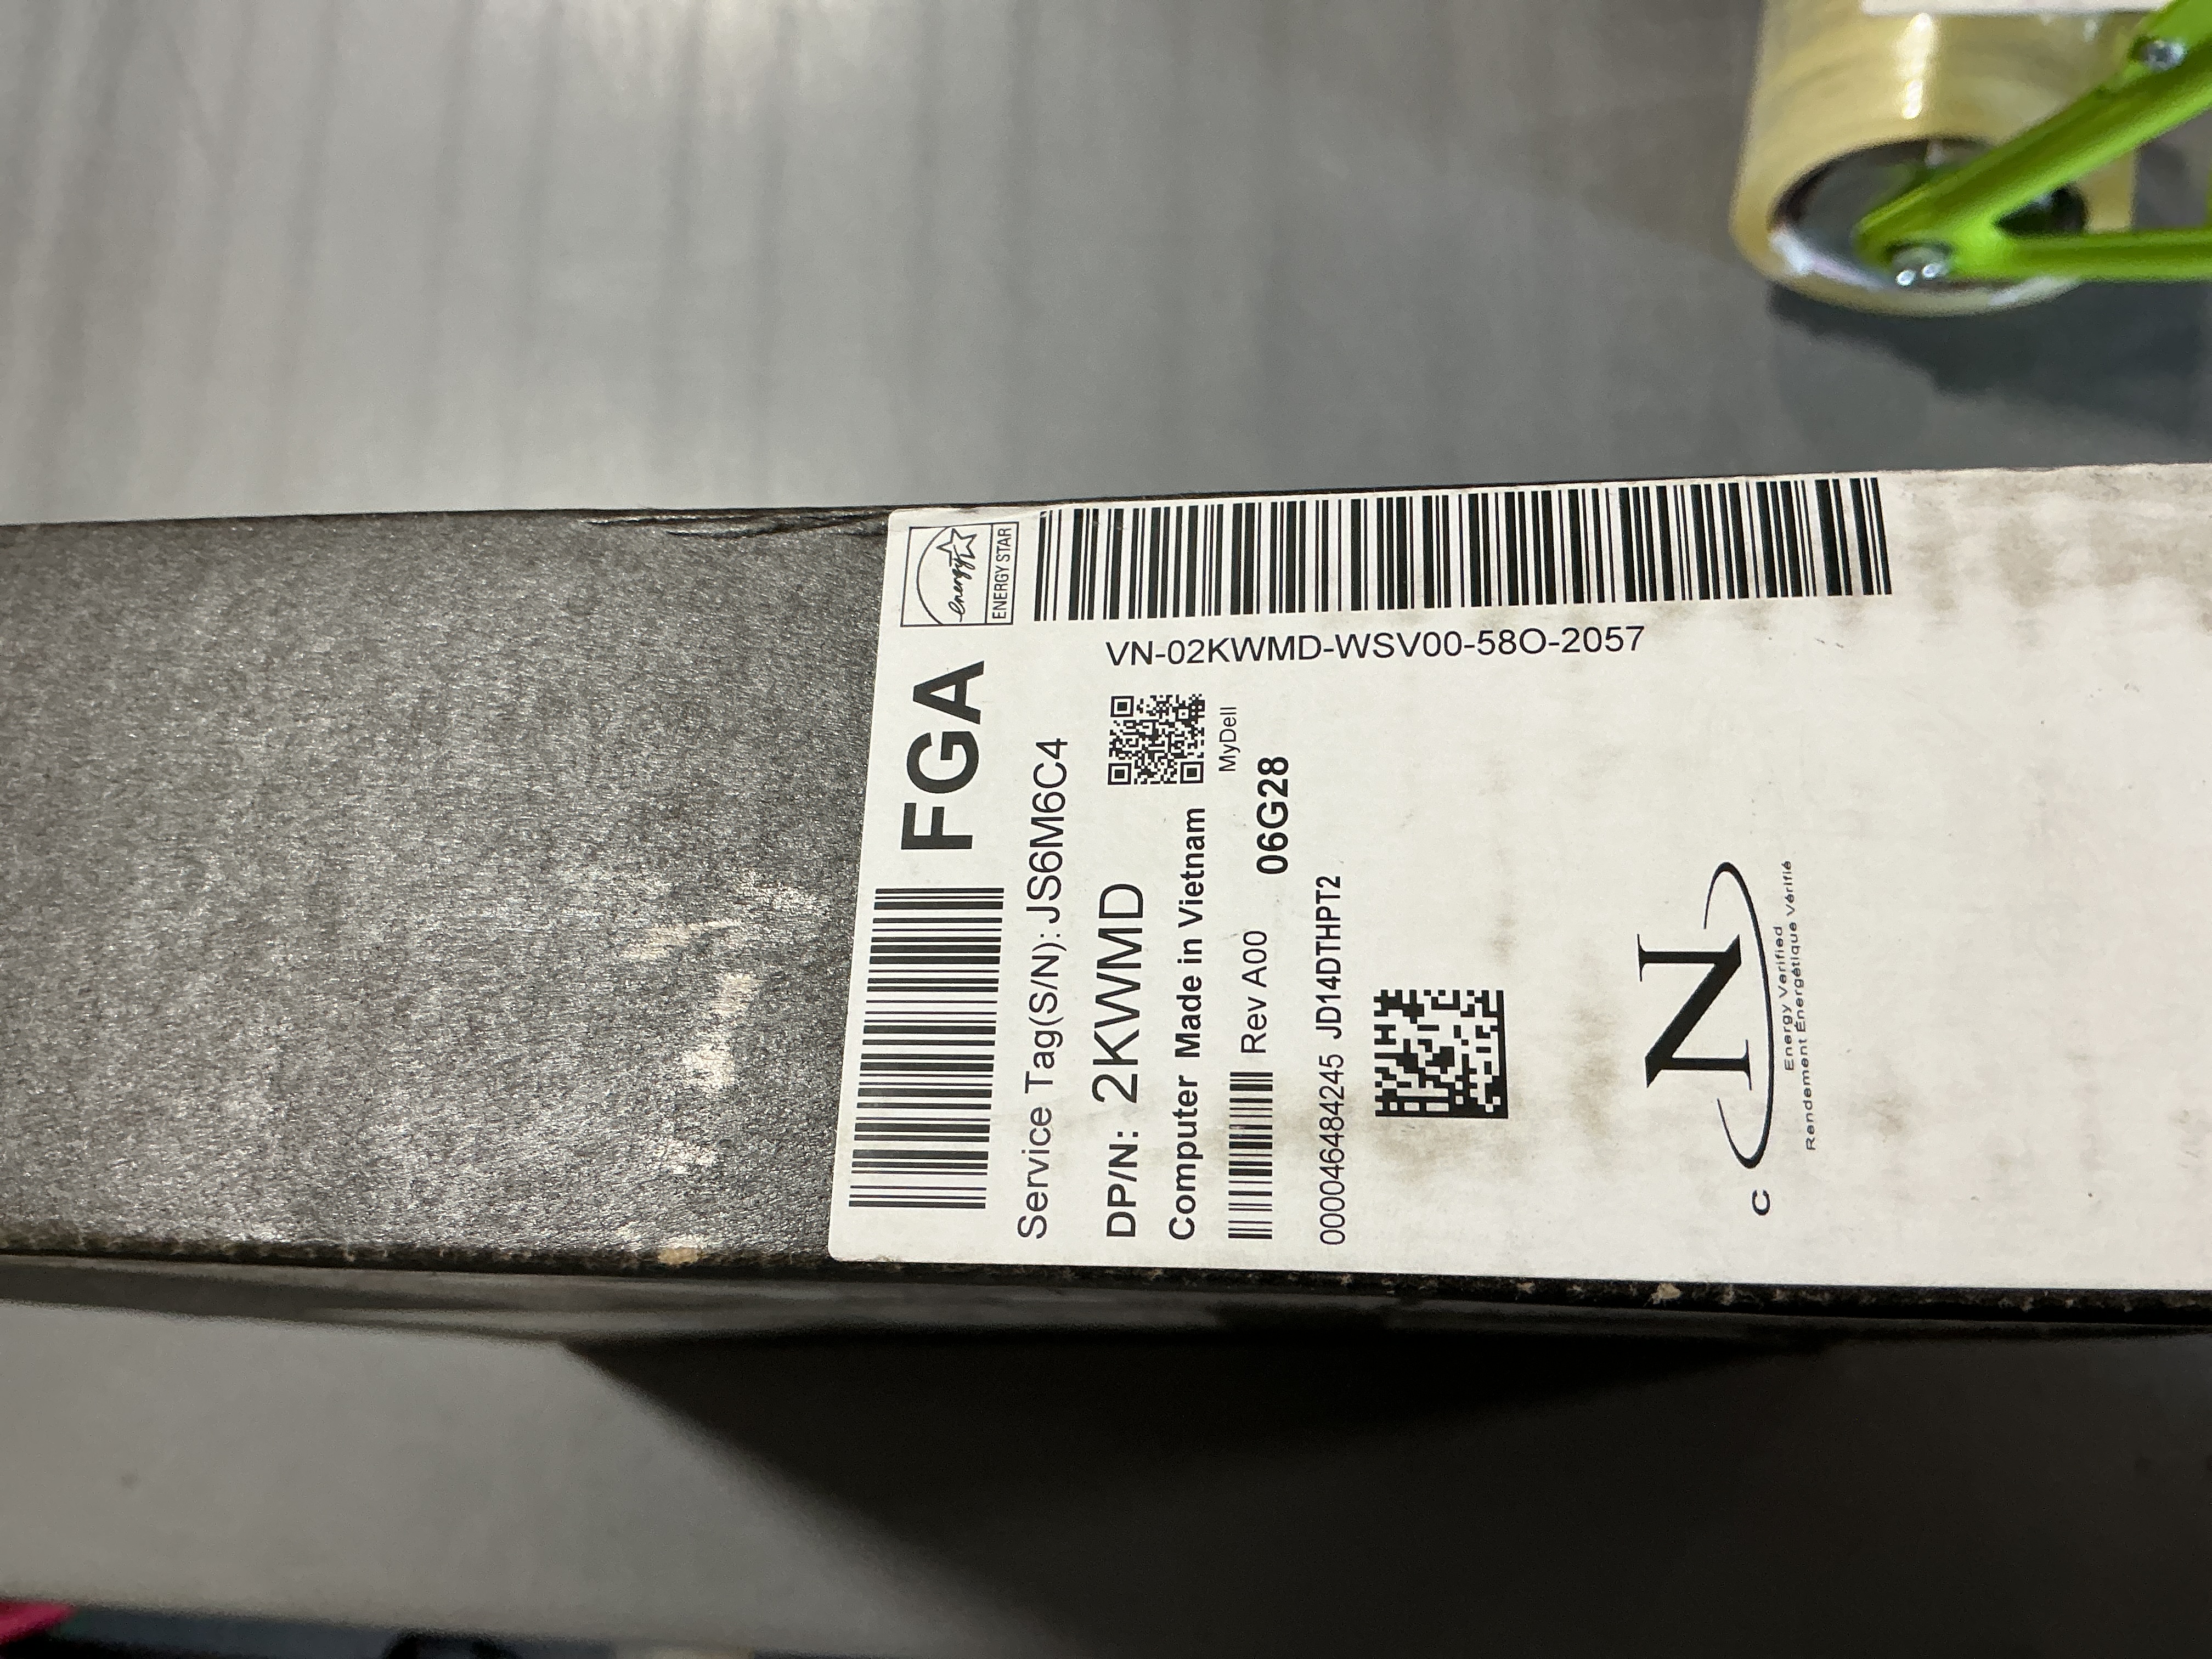 FGA
energy
ENERGY STAR
Service Tag(S/N): JS6M6C4
DP/N: 2KWMD
VN-02KWMD-WSV00-58O-2057
Computer Made in Vietnam
MyDell
Rev A00
06G28
000046484245 JD14DTHPT2
C N
Energy Verified
Rendement Énergétique Vérifié